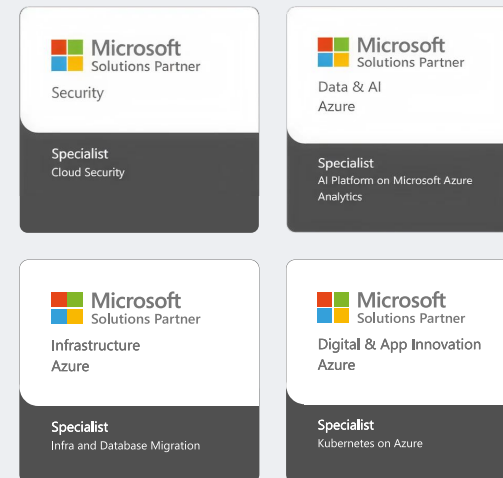 Microsoft
Solutions Partner
Security
Specialist
Cloud Security
Microsoft
Solutions Partner
Data & AI
Azure
Specialist
AI Platform on Microsoft Azure
Analytics
Microsoft
Solutions Partner
Infrastructure
Azure
Specialist
Infra and Database Migration
Microsoft
Solutions Partner
Digital & App Innovation
Azure
Specialist
Kubernetes on Azure